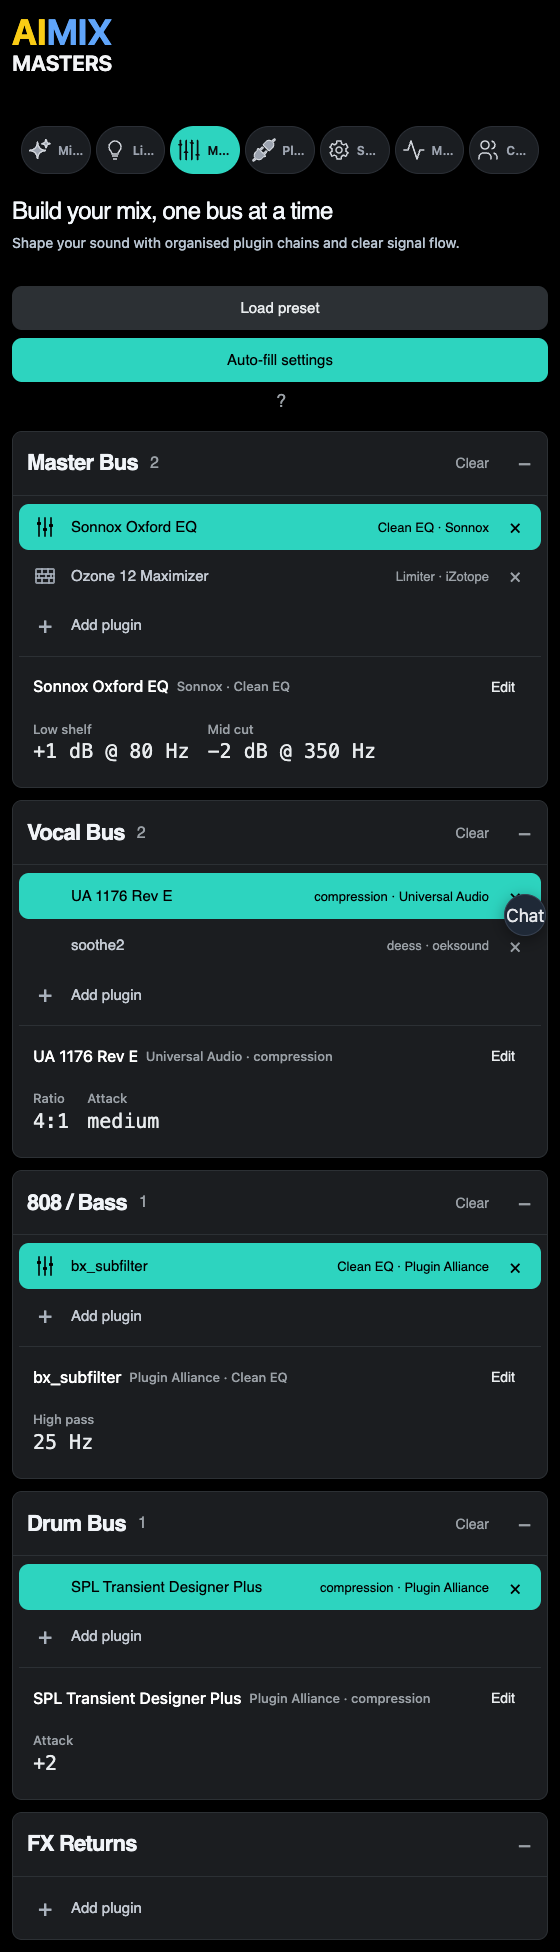 AIMIX
MASTERS
Mi...
Li...
M...
Pl...
S...
M...
C...
Build your mix, one bus at a time
Shape your sound with organised plugin chains and clear signal flow.
Load preset
Auto-fill settings
?
Master Bus 2 Clear −
Sonnox Oxford EQ Clean EQ · Sonnox ×
Ozone 12 Maximizer Limiter · iZotope ×
+ Add plugin
Sonnox Oxford EQ Sonnox · Clean EQ Edit
Low shelf Mid cut
+1 dB @ 80 Hz −2 dB @ 350 Hz
Vocal Bus 2 Clear −
UA 1176 Rev E compression · Universal Audio ×
Chat
soothe2 deess · oeksound ×
+ Add plugin
UA 1176 Rev E Universal Audio · compression Edit
Ratio Attack
4:1 medium
808 / Bass 1 Clear −
bx_subfilter Clean EQ · Plugin Alliance ×
+ Add plugin
bx_subfilter Plugin Alliance · Clean EQ Edit
High pass
25 Hz
Drum Bus 1 Clear −
SPL Transient Designer Plus compression · Plugin Alliance ×
+ Add plugin
SPL Transient Designer Plus Plugin Alliance · compression Edit
Attack
+2
FX Returns −
+ Add plugin